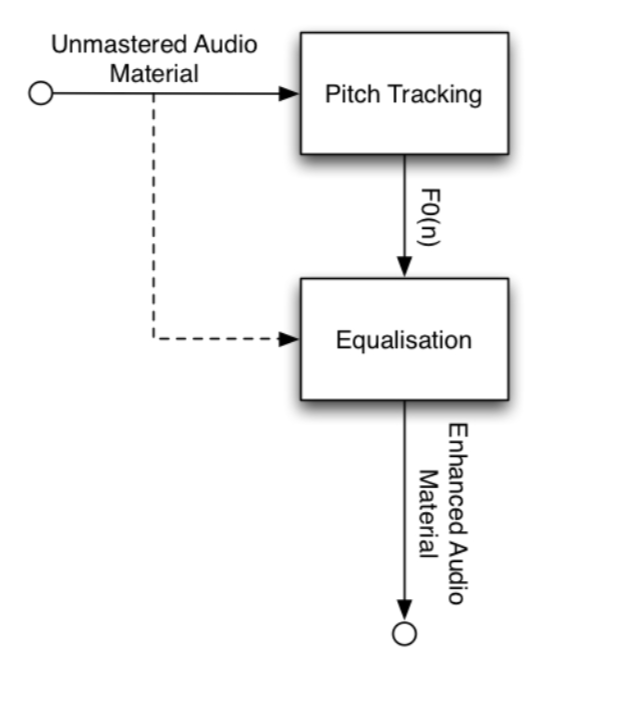 Unmastered Audio
Material
Pitch Tracking
F0(n)
Equalisation
Enhanced Audio
Material